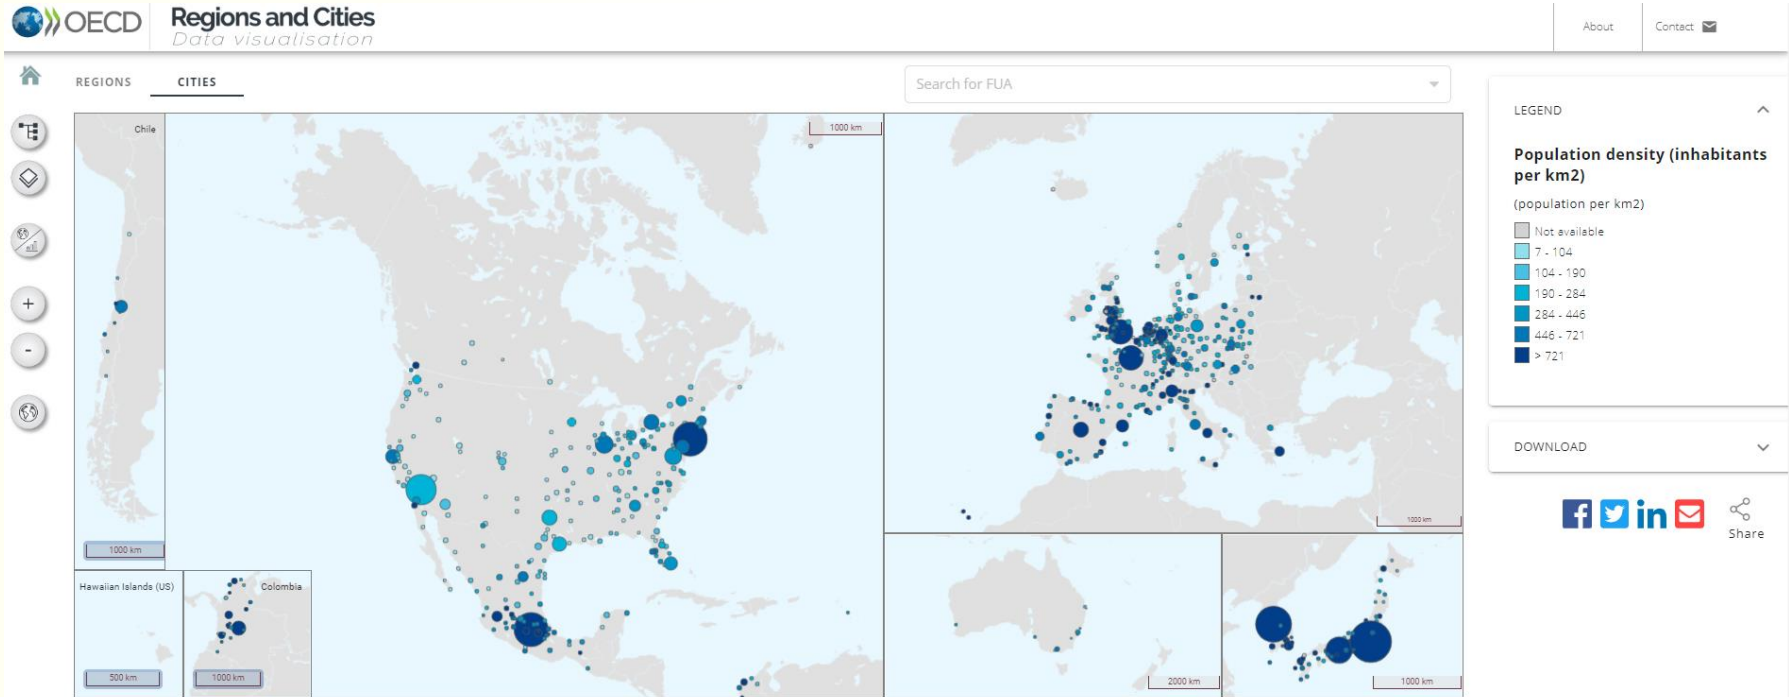 OECD
Regions and Cities
Data visualisation
About
Contact
REGIONS
CITIES
Search for FUA
Chile
1000 km
1000 km
Hawaiian Islands (US)
500 km
Colombia
1000 km
1000 km
2000 km
1000 km
LEGEND
Population density (inhabitants
per km2)
(population per km2)
Not available
7 - 104
104 - 190
190 - 284
284 - 446
446 - 721
> 721
DOWNLOAD
Share